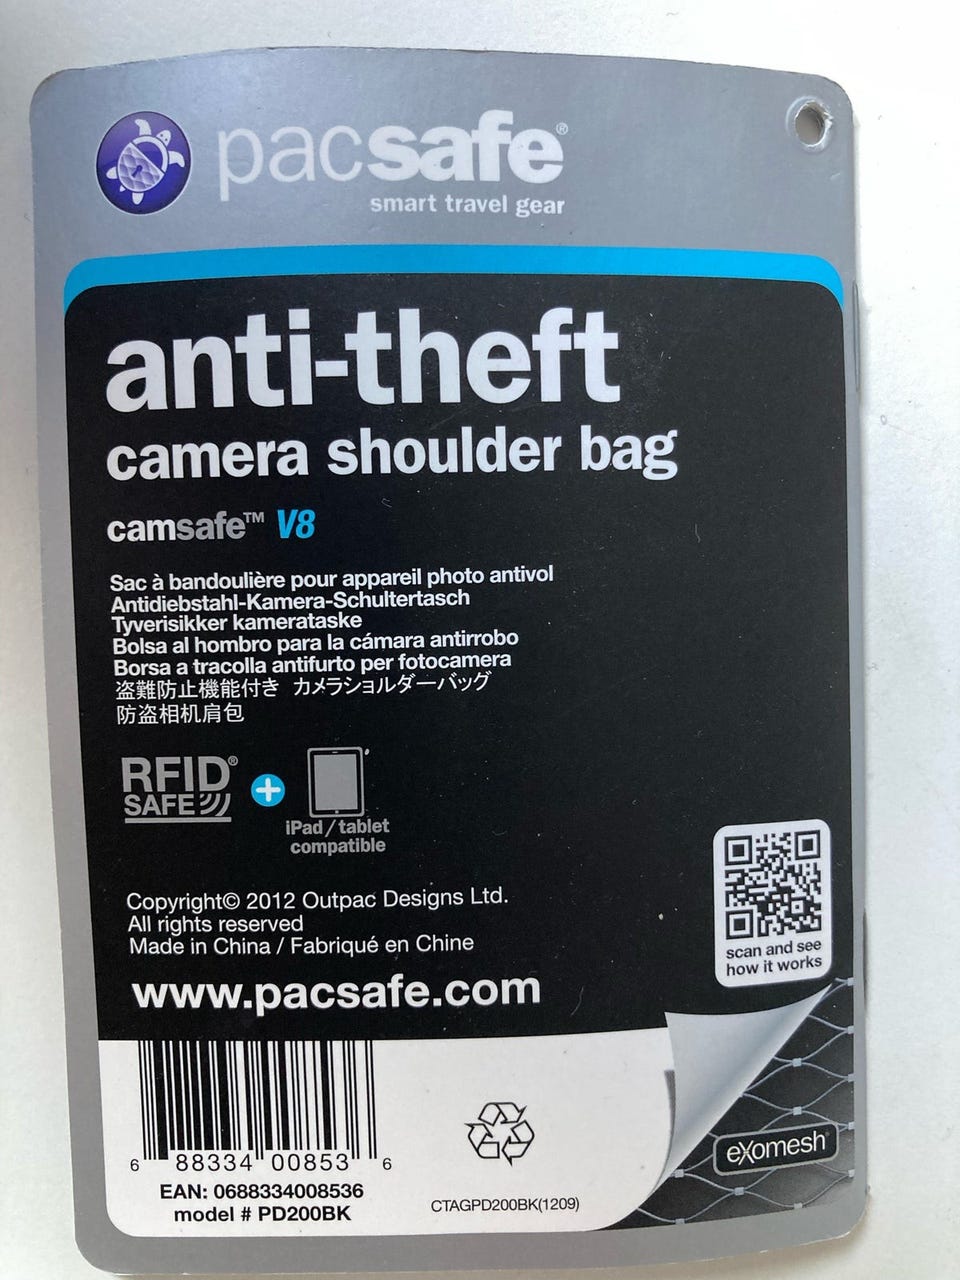 pacsafe®
smart travel gear
anti-theft
camera shoulder bag
camsafe™ V8
Sac à bandoulière pour appareil photo antivol
Antidiebstahl-Kamera-Schultertasch
Tyverisikker kamerataske
Bolsa al hombro para la cámara antirrobo
Borsa a tracolla antifurto per fotocamera
盗難防止機能付き カメラショルダーバッグ
防盗相机肩包
RFID®
SAFE
iPad / tablet
compatible
scan and see
how it works
Copyright© 2012 Outpac Designs Ltd.
All rights reserved
Made in China / Fabriqué en Chine
www.pacsafe.com
exomesh®
6 88334 00853 6
EAN: 0688334008536
model # PD200BK
CTAGPD200BK(1209)